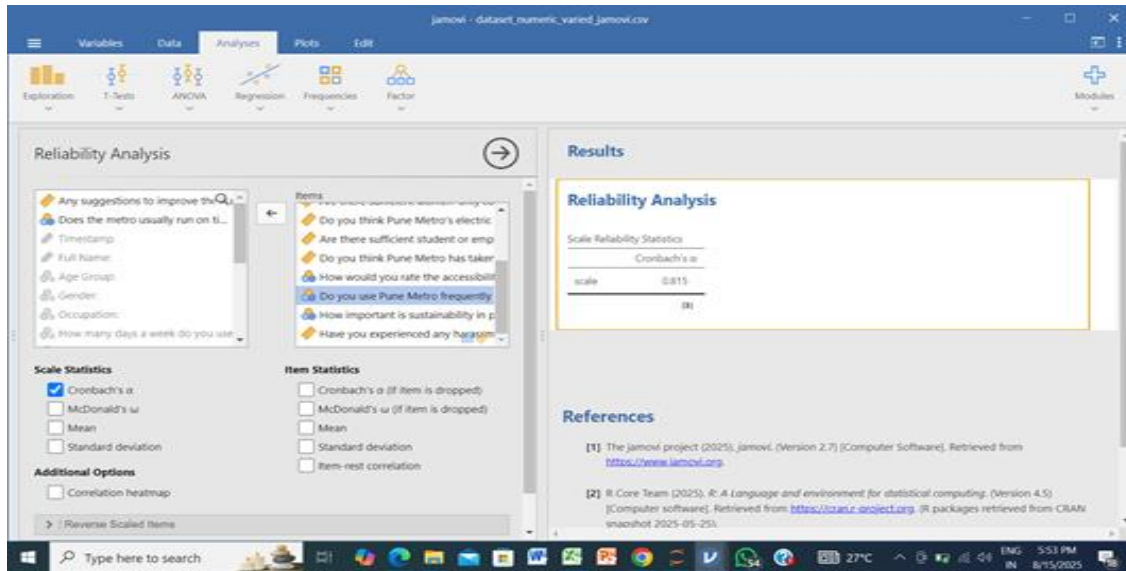 jamovi - dataset_numeric_varied_jamovi.csv
Variables Data Analyses Plots Edit
Exploration T-Tests ANOVA Regression Frequencies Factor Modules
Reliability Analysis
Any suggestions to improve the
Does the metro usually run on ti...
Timestamp
Full Name:
Age Group:
Gender:
Occupation:
How many days a week do you use
Items
Do you think Pune Metro's electric
Are there sufficient student or emp
Do you think Pune Metro has taken
How would you rate the accessibilit
Do you use Pune Metro frequently
How important is sustainability in p
Have you experienced any harassm
Scale Statistics
Cronbach's α
McDonald's ω
Mean
Standard deviation
Additional Options
Correlation heatmap
Reverse Scaled Items
Item Statistics
Cronbach's α (if item is dropped)
McDonald's ω (if item is dropped)
Mean
Standard deviation
Item-rest correlation
Results
Reliability Analysis
Scale Reliability Statistics
Cronbach's α
scale 0.815
[3]
References
[1] The jamovi project (2025). jamovi. (Version 2.7) [Computer Software]. Retrieved from
https://www.jamovi.org.
[2] R Core Team (2025). R: A Language and environment for statistical computing. (Version 4.5)
[Computer software]. Retrieved from https://cran.r-project.org. (R packages retrieved from CRAN
snapshot 2025-05-25).
Type here to search
54
27°C
ENG
IN
5:53 PM
8/15/2025